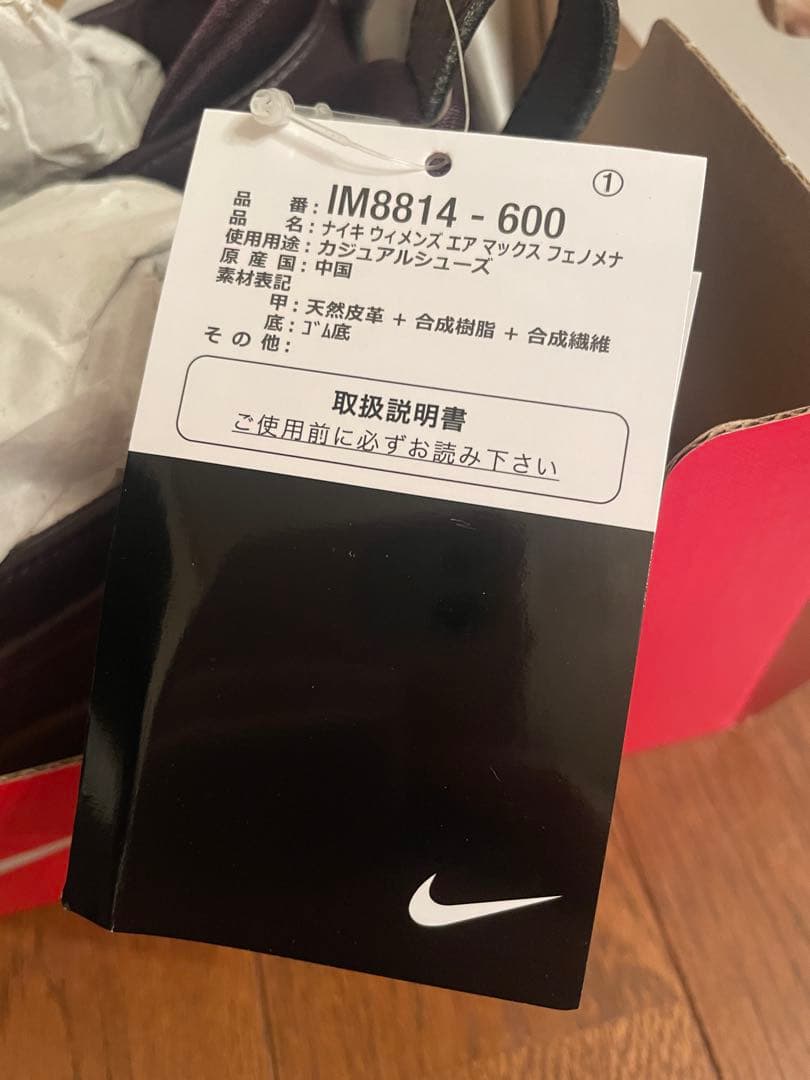 ①
品 番 : IM8814 - 600
品 名 : ナイキ ウィメンズ エア マックス フェノメナ
使用用途 : カジュアルシューズ
原 産 国 : 中国
素材表記
甲 : 天然皮革 + 合成樹脂 + 合成繊維
底 : ｺﾞﾑ底
そ の 他 :
取扱説明書
ご使用前に必ずお読み下さい